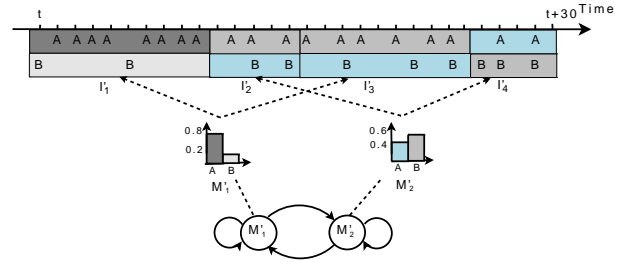 t t+30 Time
A A A A A A A A A A A A A A A A A A A
B B B B B B B B B
I'1 I'2 I'3 I'4
0.8 0.6
0.2 0.4
A B A B
M'1 M'2
M'1 M'2